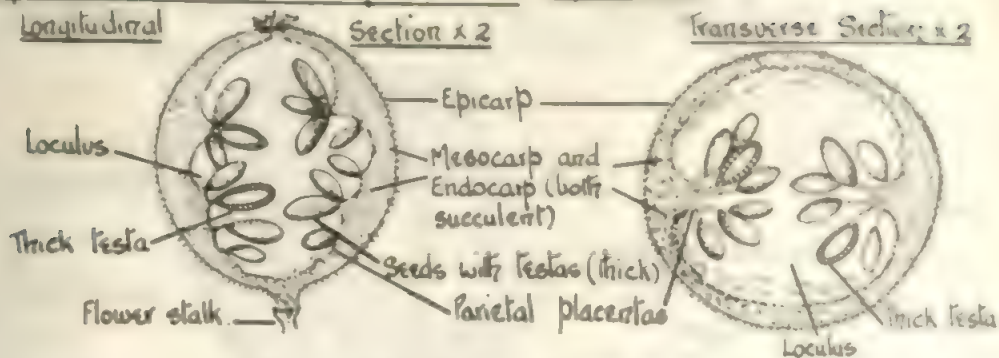 Longitudinal Section x 2
Transverse Section x 2
Epicarp
Loculus
Mesocarp and
Endocarp (both
succulent)
Thick testa
Seeds with testas (thick)
Parietal placentas
Flower stalk
Thick testa
Loculus